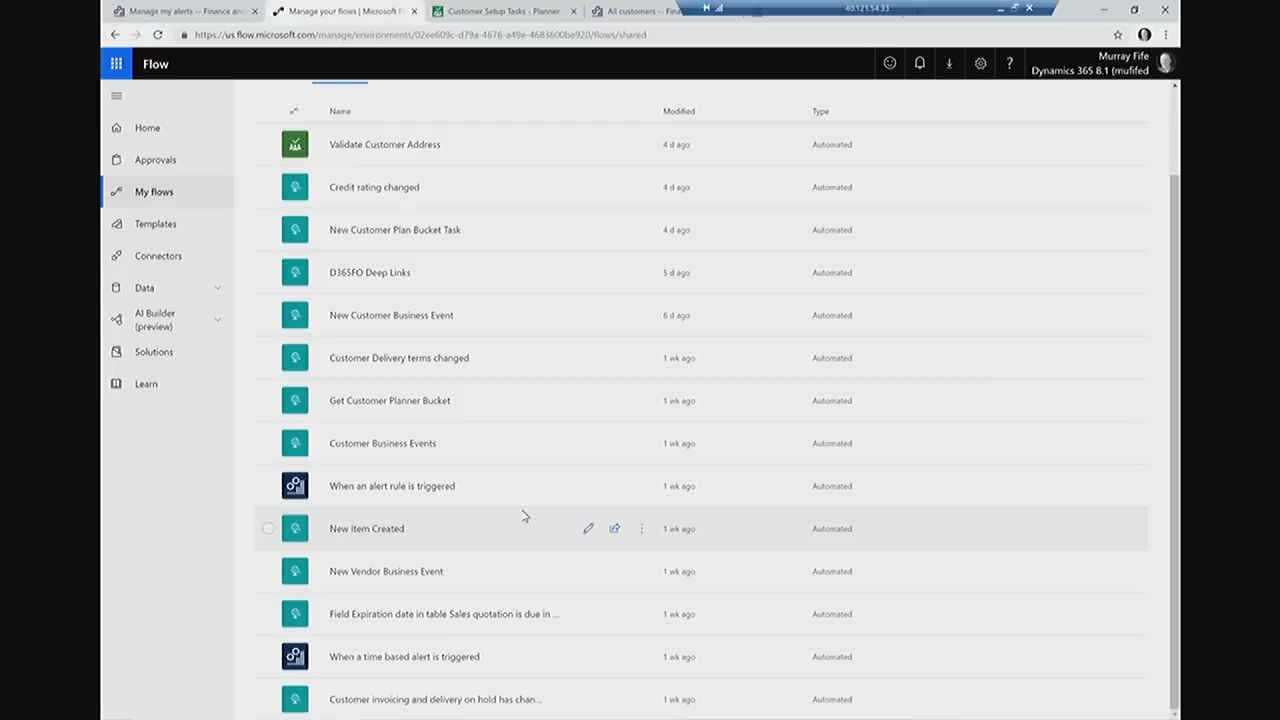 Manage my alerts -- Finance an
Manage your flows | Microsoft F
Customer Setup Tasks - Planner
All customers -- Fina
40.121.54.33
https://us.flow.microsoft.com/manage/environments/02ee609c-d79a-4676-a49e-4683600be920/flows/shared
Flow
Murray Fife
Dynamics 365 8.1 (mufifed
Home
Approvals
My flows
Templates
Connectors
Data
AI Builder
(preview)
Solutions
Learn
Name Modified Type
Validate Customer Address 4 d ago Automated
Credit rating changed 4 d ago Automated
New Customer Plan Bucket Task 4 d ago Automated
D365FO Deep Links 5 d ago Automated
New Customer Business Event 6 d ago Automated
Customer Delivery terms changed 1 wk ago Automated
Get Customer Planner Bucket 1 wk ago Automated
Customer Business Events 1 wk ago Automated
When an alert rule is triggered 1 wk ago Automated
New Item Created 1 wk ago Automated
New Vendor Business Event 1 wk ago Automated
Field Expiration date in table Sales quotation is due in ... 1 wk ago Automated
When a time based alert is triggered 1 wk ago Automated
Customer invoicing and delivery on hold has chan... 1 wk ago Automated